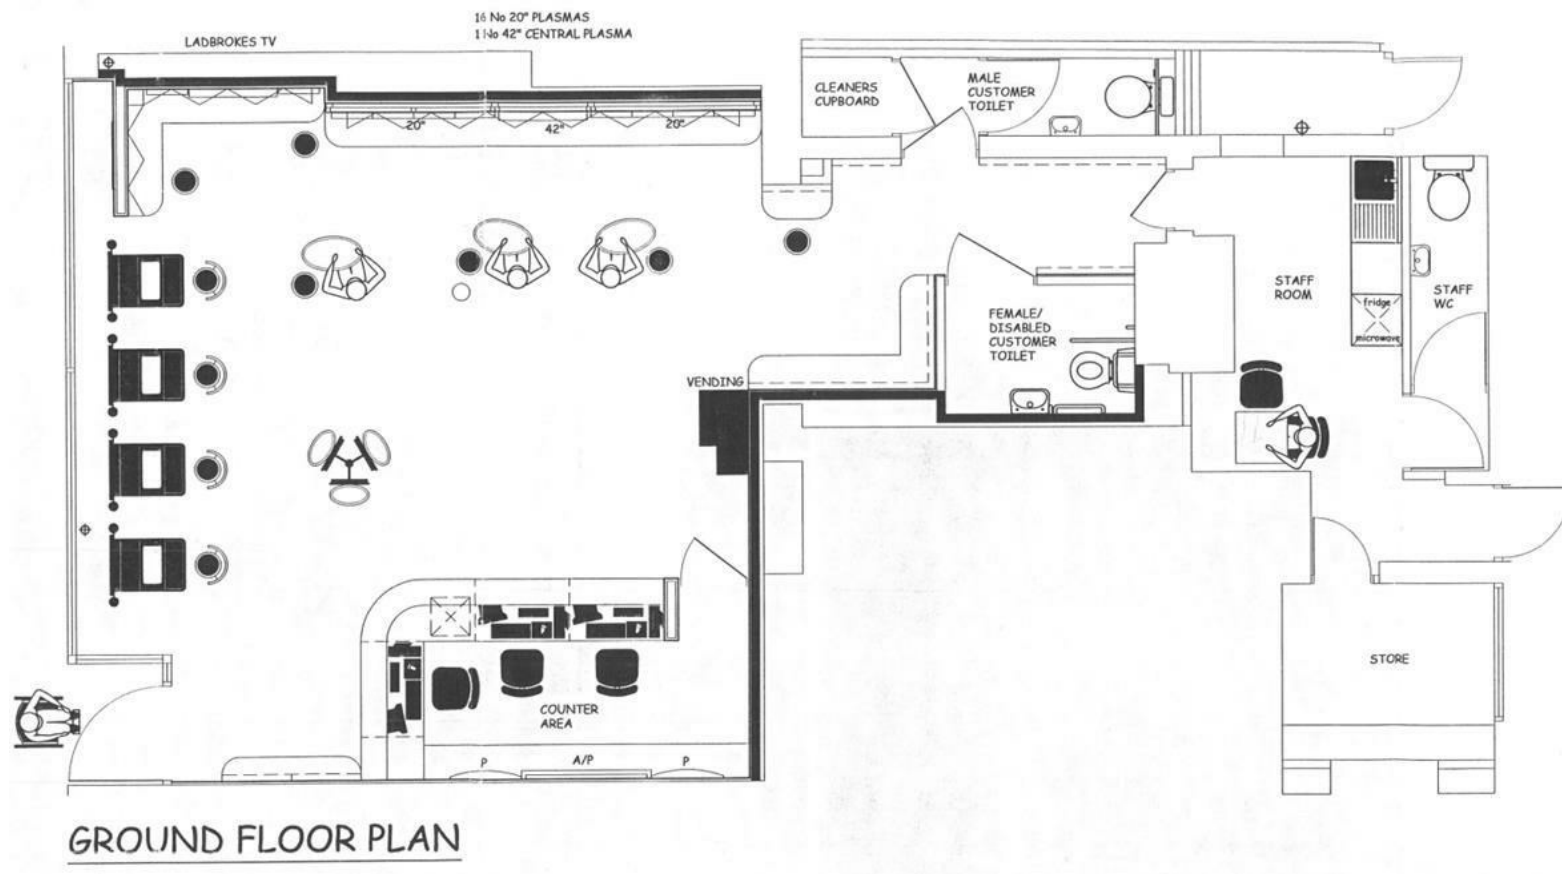 16 No 20" PLASMAS
1 No 42" CENTRAL PLASMA
LADBROKES TV
20"
42"
20"
CLEANERS
CUPBOARD
MALE
CUSTOMER
TOILET
FEMALE/
DISABLED
CUSTOMER
TOILET
STAFF
ROOM
fridge
microwave
STAFF
WC
VENDING
COUNTER
AREA
P
A/P
P
STORE
GROUND FLOOR PLAN